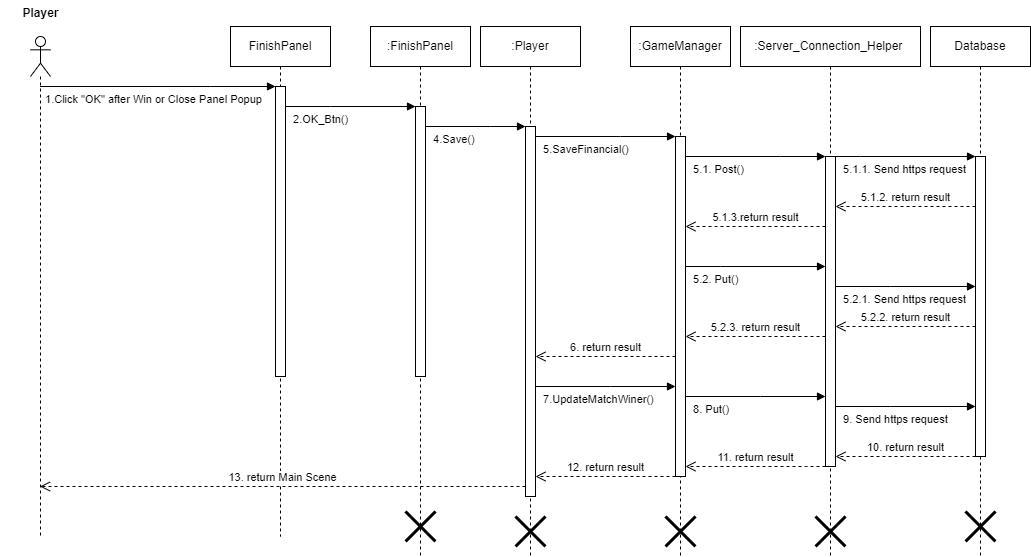 Player
FinishPanel
:FinishPanel
:Player
:GameManager
:Server_Connection_Helper
Database
1.Click "OK" after Win or Close Panel Popup
2.OK_Btn()
4.Save()
5.SaveFinancial()
5.1. Post()
5.1.1. Send https request
5.1.2. return result
5.1.3.return result
5.2. Put()
5.2.1. Send https request
5.2.2. return result
5.2.3. return result
6. return result
7.UpdateMatchWiner()
8. Put()
9. Send https request
10. return result
11. return result
12. return result
13. return Main Scene